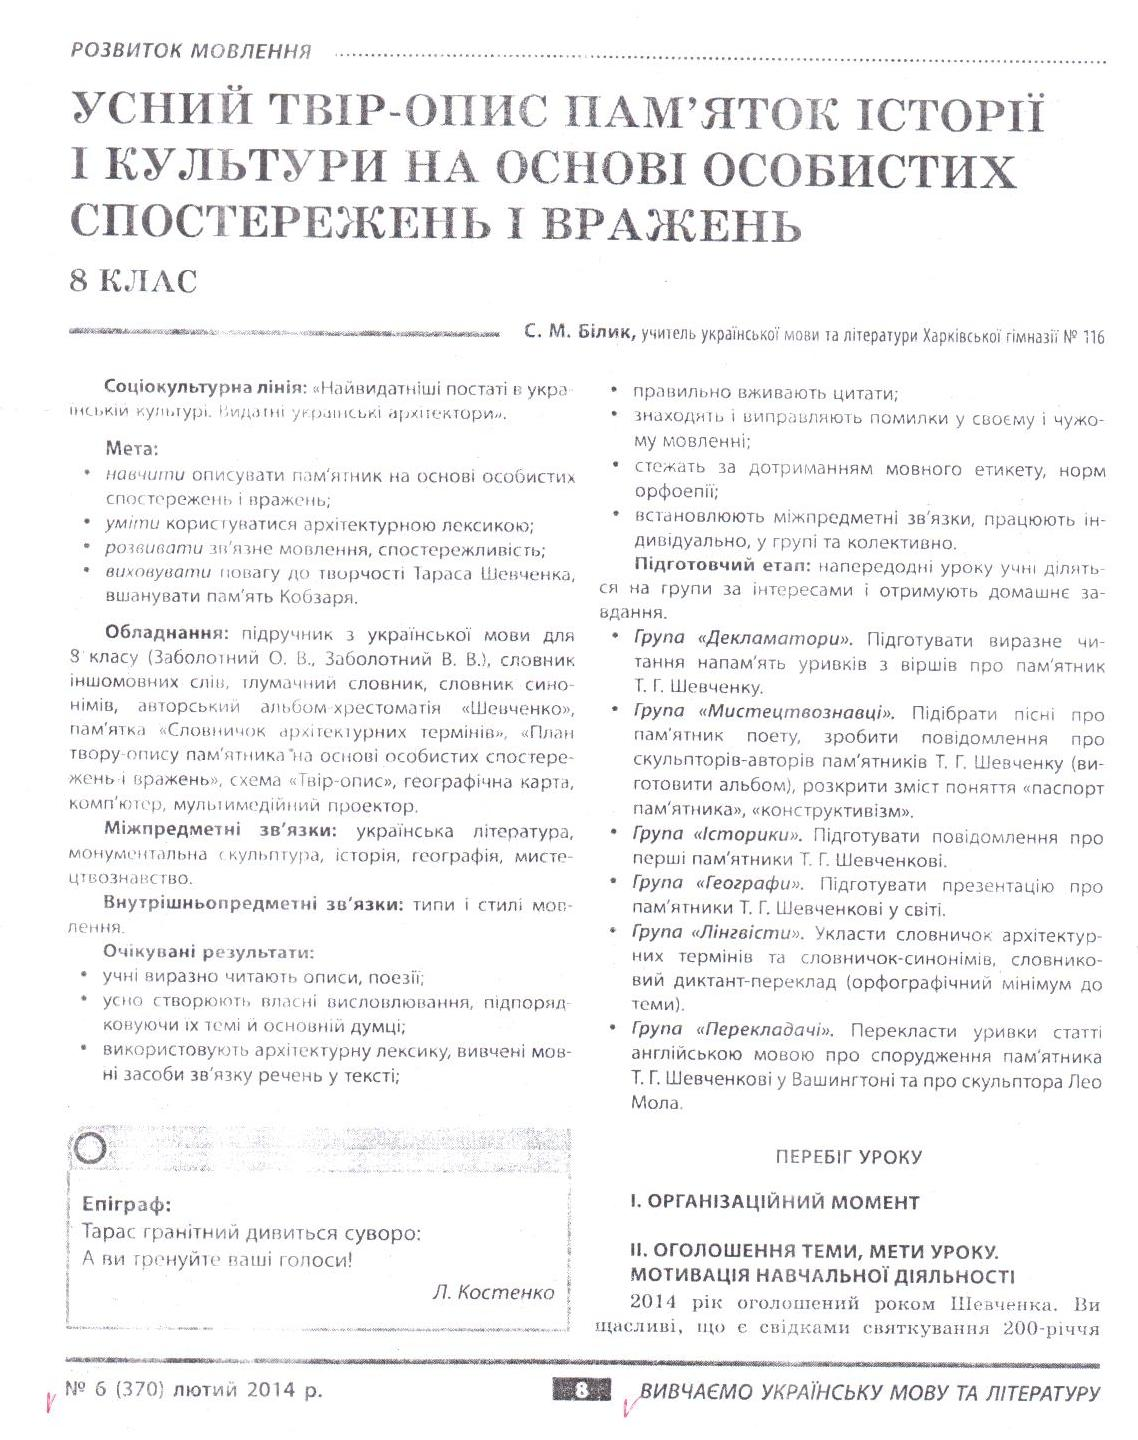 РОЗВИТОК МОВЛЕННЯ
УСНИЙ ТВІР-ОПИС ПАМ’ЯТОК ІСТОРІЇ
І КУЛЬТУРИ НА ОСНОВІ ОСОБИСТИХ
СПОСТЕРЕЖЕНЬ І ВРАЖЕНЬ
8 КЛАС
С. М. Білик, учитель української мови та літератури Харківської гімназії № 116
Соціокультурна лінія: «Найвидатніші постаті в укра-
їнській культурі. Видатні українські архітектори».
Мета:
• навчити описувати пам’ятник на основі особистих
спостережень і вражень;
• уміти користуватися архітектурною лексикою;
• розвивати зв’язне мовлення, спостережливість;
• виховувати повагу до творчості Тараса Шевченка,
вшанувати пам’ять Кобзаря.
Обладнання: підручник з української мови для
8 класу (Заболотний О. В., Заболотний В. В.), словник
іншомовних слів, тлумачний словник, словник сино-
німів, авторський альбом-хрестоматія «Шевченко»,
пам’ятка «Словничок архітектурних термінів», «План
твору-опису пам’ятника на основі особистих спостере-
жень і вражень», схема «Твір-опис», географічна карта,
комп’ютер, мультимедійний проектор.
Міжпредметні зв’язки: українська література,
монументальна скульптура, історія, географія, мисте-
цтвознавство.
Внутрішньопредметні зв’язки: типи і стилі мов-
лення.
Очікувані результати:
• учні виразно читають описи, поезії;
• усно створюють власні висловлювання, підпоряд-
ковуючи їх темі й основній думці;
• використовують архітектурну лексику, вивчені мов-
ні засоби зв’язку речень у тексті;
Епіграф:
Тарас гранітний дивиться суворо:
А ви тренуйте ваші голоси!
Л. Костенко
• правильно вживають цитати;
• знаходять і виправляють помилки у своєму і чужо-
му мовленні;
• стежать за дотриманням мовного етикету, норм
орфоепії;
• встановлюють міжпредметні зв’язки, працюють ін-
дивідуально, у групі та колективно.
Підготовчий етап: напередодні уроку учні ділять-
ся на групи за інтересами і отримують домашнє за-
вдання.
• Група «Декламатори». Підготувати виразне чи-
тання напам’ять уривків з віршів про пам’ятник
Т. Г. Шевченку.
• Група «Мистецтвознавці». Підібрати пісні про
пам’ятник поету, зробити повідомлення про
скульпторів-авторів пам’ятників Т. Г. Шевченку (ви-
готовити альбом), розкрити зміст поняття «паспорт
пам’ятника», «конструктивізм».
• Група «Історики». Підготувати повідомлення про
перші пам’ятники Т. Г. Шевченкові.
• Група «Географи». Підготувати презентацію про
пам’ятники Т. Г. Шевченкові у світі.
• Група «Лінгвісти». Укласти словничок архітектур-
них термінів та словничок-синонімів, словнико-
вий диктант-переклад (орфографічний мінімум до
теми).
• Група «Перекладачі». Перекласти уривки статті
англійською мовою про спорудження пам’ятника
Т. Г. Шевченкові у Вашингтоні та про скульптора Лео
Мола.
ПЕРЕБІГ УРОКУ
І. ОРГАНІЗАЦІЙНИЙ МОМЕНТ
ІІ. ОГОЛОШЕННЯ ТЕМИ, МЕТИ УРОКУ.
МОТИВАЦІЯ НАВЧАЛЬНОЇ ДІЯЛЬНОСТІ
2014 рік оголошений роком Шевченка. Ви
щасливі, що є свідками святкування 200-річчя
№ 6 (370) лютий 2014 р.
8
ВИВЧАЄМО УКРАЇНСЬКУ МОВУ ТА ЛІТЕРАТУРУ